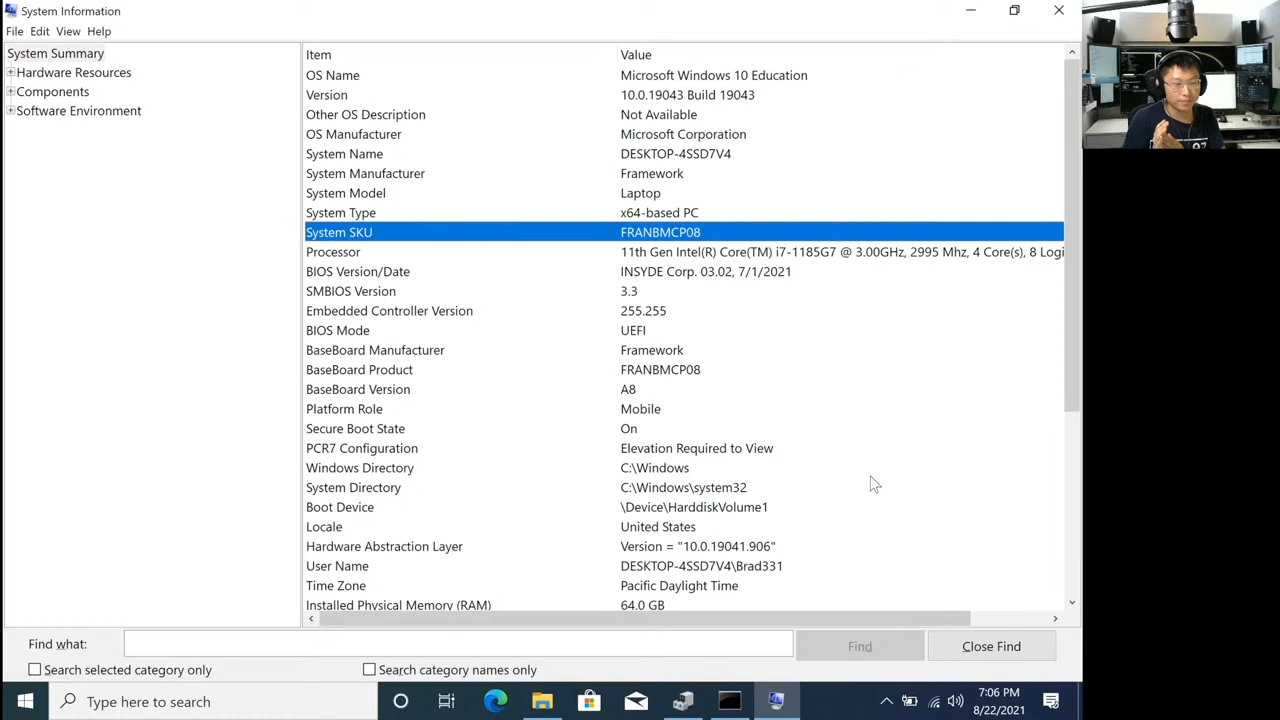 System Information
File Edit View Help
System Summary
Hardware Resources
Components
Software Environment
Item Value
OS Name Microsoft Windows 10 Education
Version 10.0.19043 Build 19043
Other OS Description Not Available
OS Manufacturer Microsoft Corporation
System Name DESKTOP-4SSD7V4
System Manufacturer Framework
System Model Laptop
System Type x64-based PC
System SKU FRANBMCP08
Processor 11th Gen Intel(R) Core(TM) i7-1185G7 @ 3.00GHz, 2995 Mhz, 4 Core(s), 8 Logi
BIOS Version/Date INSYDE Corp. 03.02, 7/1/2021
SMBIOS Version 3.3
Embedded Controller Version 255.255
BIOS Mode UEFI
BaseBoard Manufacturer Framework
BaseBoard Product FRANBMCP08
BaseBoard Version A8
Platform Role Mobile
Secure Boot State On
PCR7 Configuration Elevation Required to View
Windows Directory C:\Windows
System Directory C:\Windows\system32
Boot Device \Device\HarddiskVolume1
Locale United States
Hardware Abstraction Layer Version = "10.0.19041.906"
User Name DESKTOP-4SSD7V4\Brad331
Time Zone Pacific Daylight Time
Installed Physical Memory (RAM) 64.0 GB
Find what: Find Close Find
Search selected category only Search category names only
Type here to search
7:06 PM
8/22/2021